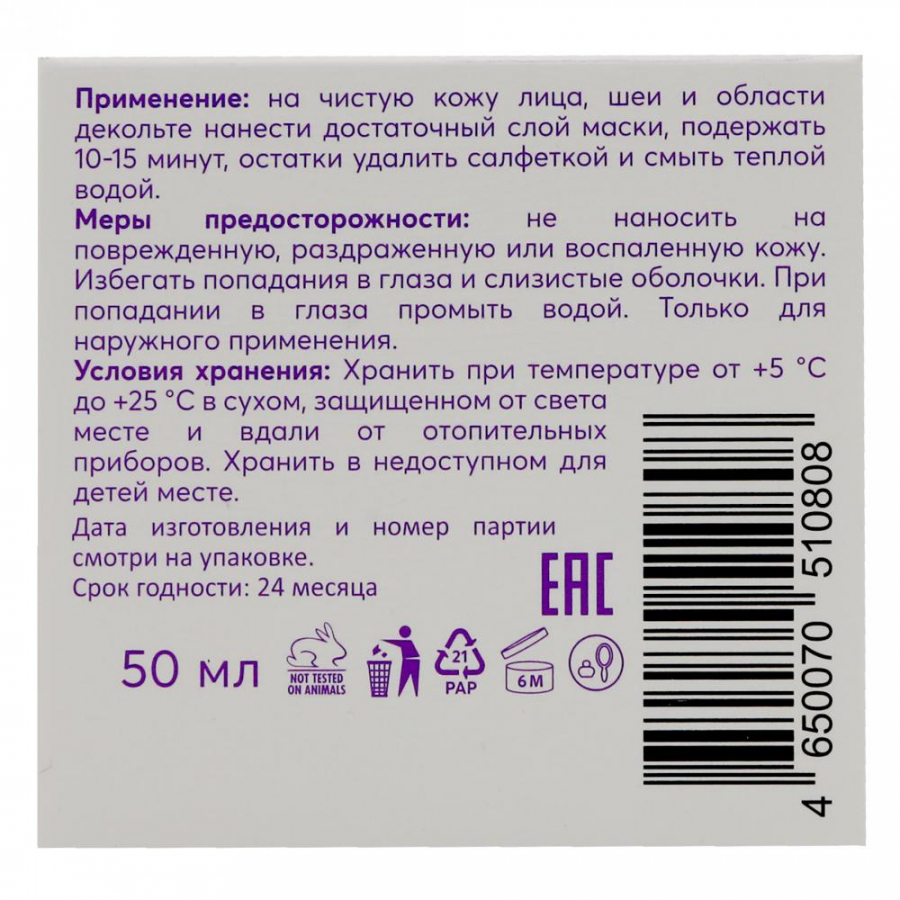 Применение: на чистую кожу лица, шеи и области
декольте нанести достаточный слой маски, подержать
10-15 минут, остатки удалить салфеткой и смыть теплой
водой.
Меры предосторожности: не наносить на
поврежденную, раздраженную или воспаленную кожу.
Избегать попадания в глаза и слизистые оболочки. При
попадании в глаза промыть водой. Только для
наружного применения.
Условия хранения: Хранить при температуре от +5 °С
до +25 °С в сухом, защищенном от света
месте и вдали от отопительных
приборов. Хранить в недоступном для
детей месте.
Дата изготовления и номер партии
смотри на упаковке.
Срок годности: 24 месяца
EAC
50 мл
NOT TESTED
ON ANIMALS
21
PAP
6 M
4 650070 510808